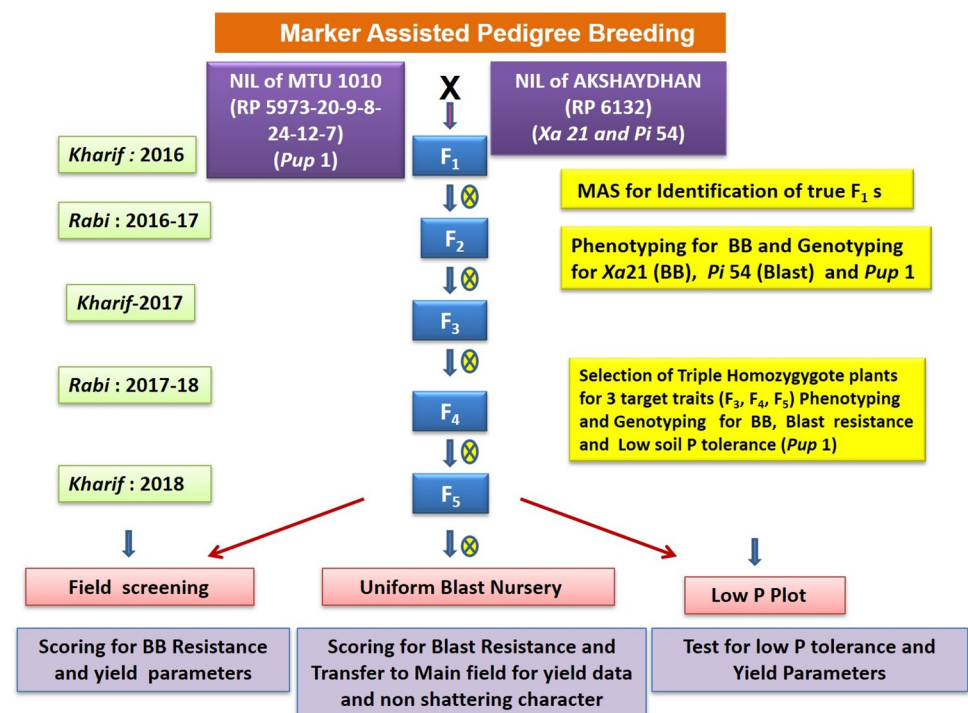 Marker Assisted Pedigree Breeding
NIL of MTU 1010
(RP 5973-20-9-8-
24-12-7)
(Pup 1)
X
NIL of AKSHAYDHAN
(RP 6132)
(Xa 21 and Pi 54)
Kharif : 2016
F1
MAS for Identification of true F1 s
Rabi : 2016-17
F2
Phenotyping for BB and Genotyping
for Xa21 (BB), Pi 54 (Blast) and Pup 1
Kharif-2017
F3
Rabi : 2017-18
F4
Selection of Triple Homozygygote plants
for 3 target traits (F3, F4, F5) Phenotyping
and Genotyping for BB, Blast resistance
and Low soil P tolerance (Pup 1)
Kharif : 2018
F5
Field screening
Uniform Blast Nursery
Low P Plot
Scoring for BB Resistance
and yield parameters
Scoring for Blast Resistance and
Transfer to Main field for yield data
and non shattering character
Test for low P tolerance and
Yield Parameters